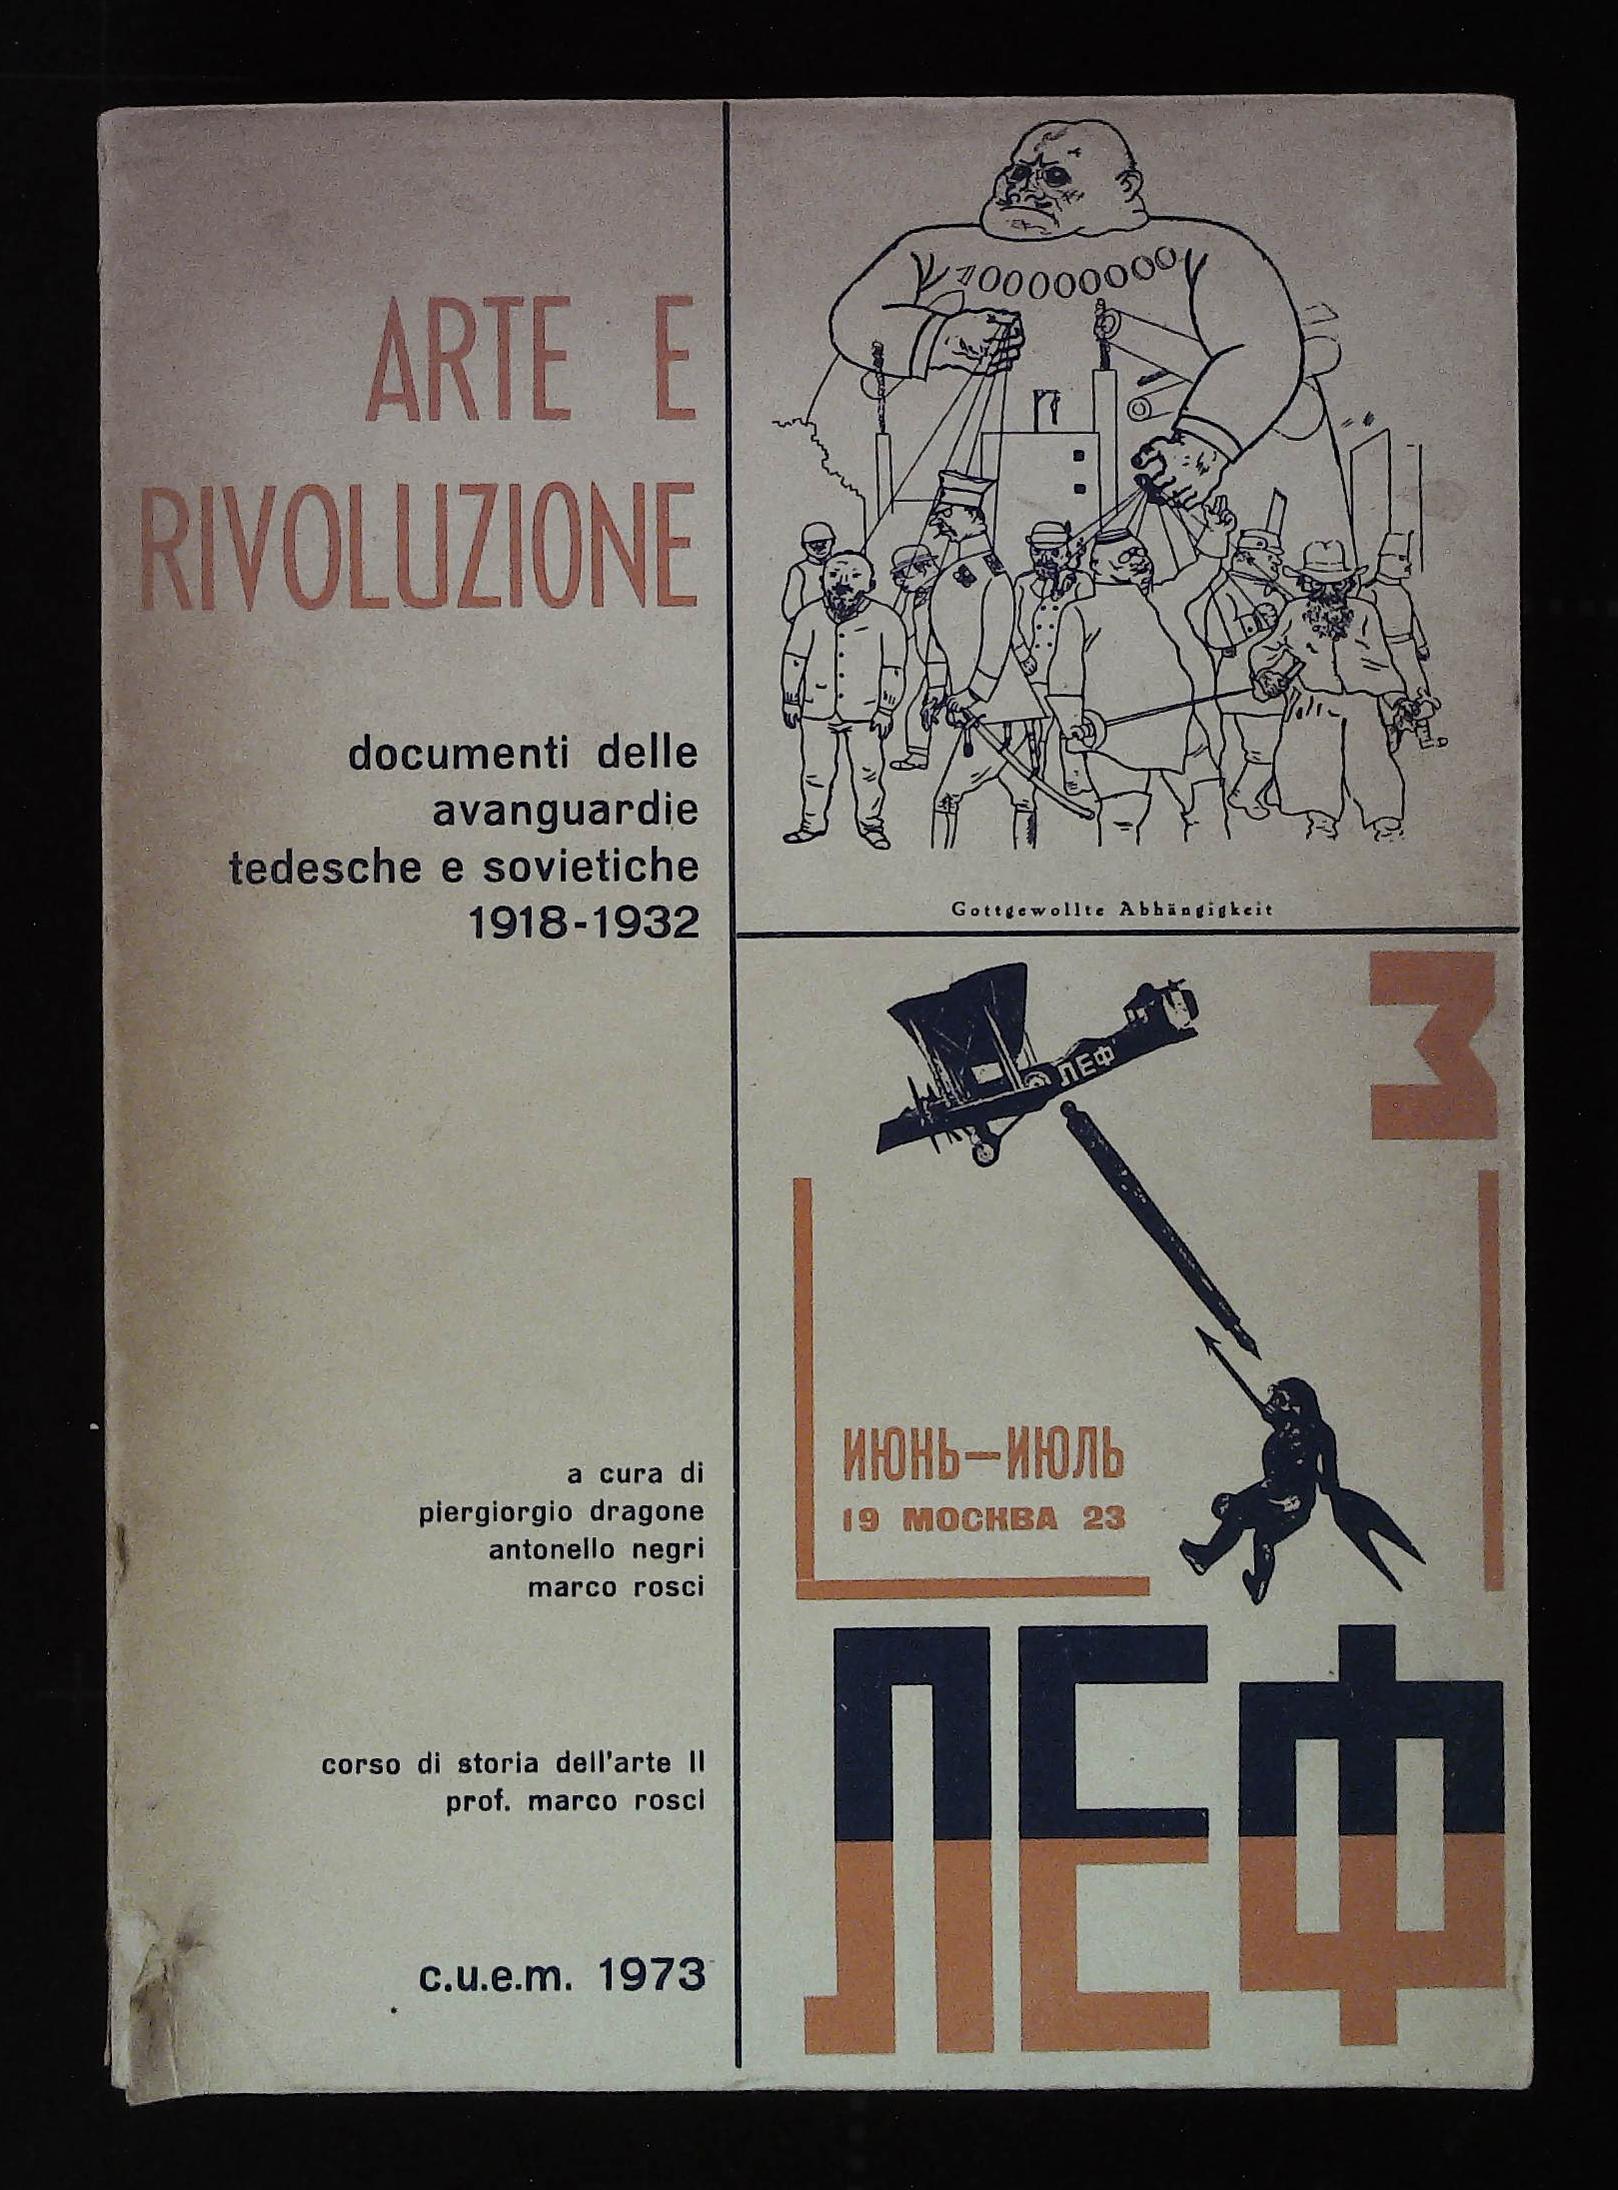 ARTE E
RIVOLUZIONE
documenti delle
avanguardie
tedesche e sovietiche
1918-1932
a cura di
piergiorgio dragone
antonello negri
marco rosci
corso di storia dell'arte II
prof. marco rosci
c.u.e.m. 1973
100000000
Gottgewollte Abhängigkeit
3
ЛЕФ
ИЮНЬ—ИЮЛЬ
19 МОСКВА 23
ЛЕФ